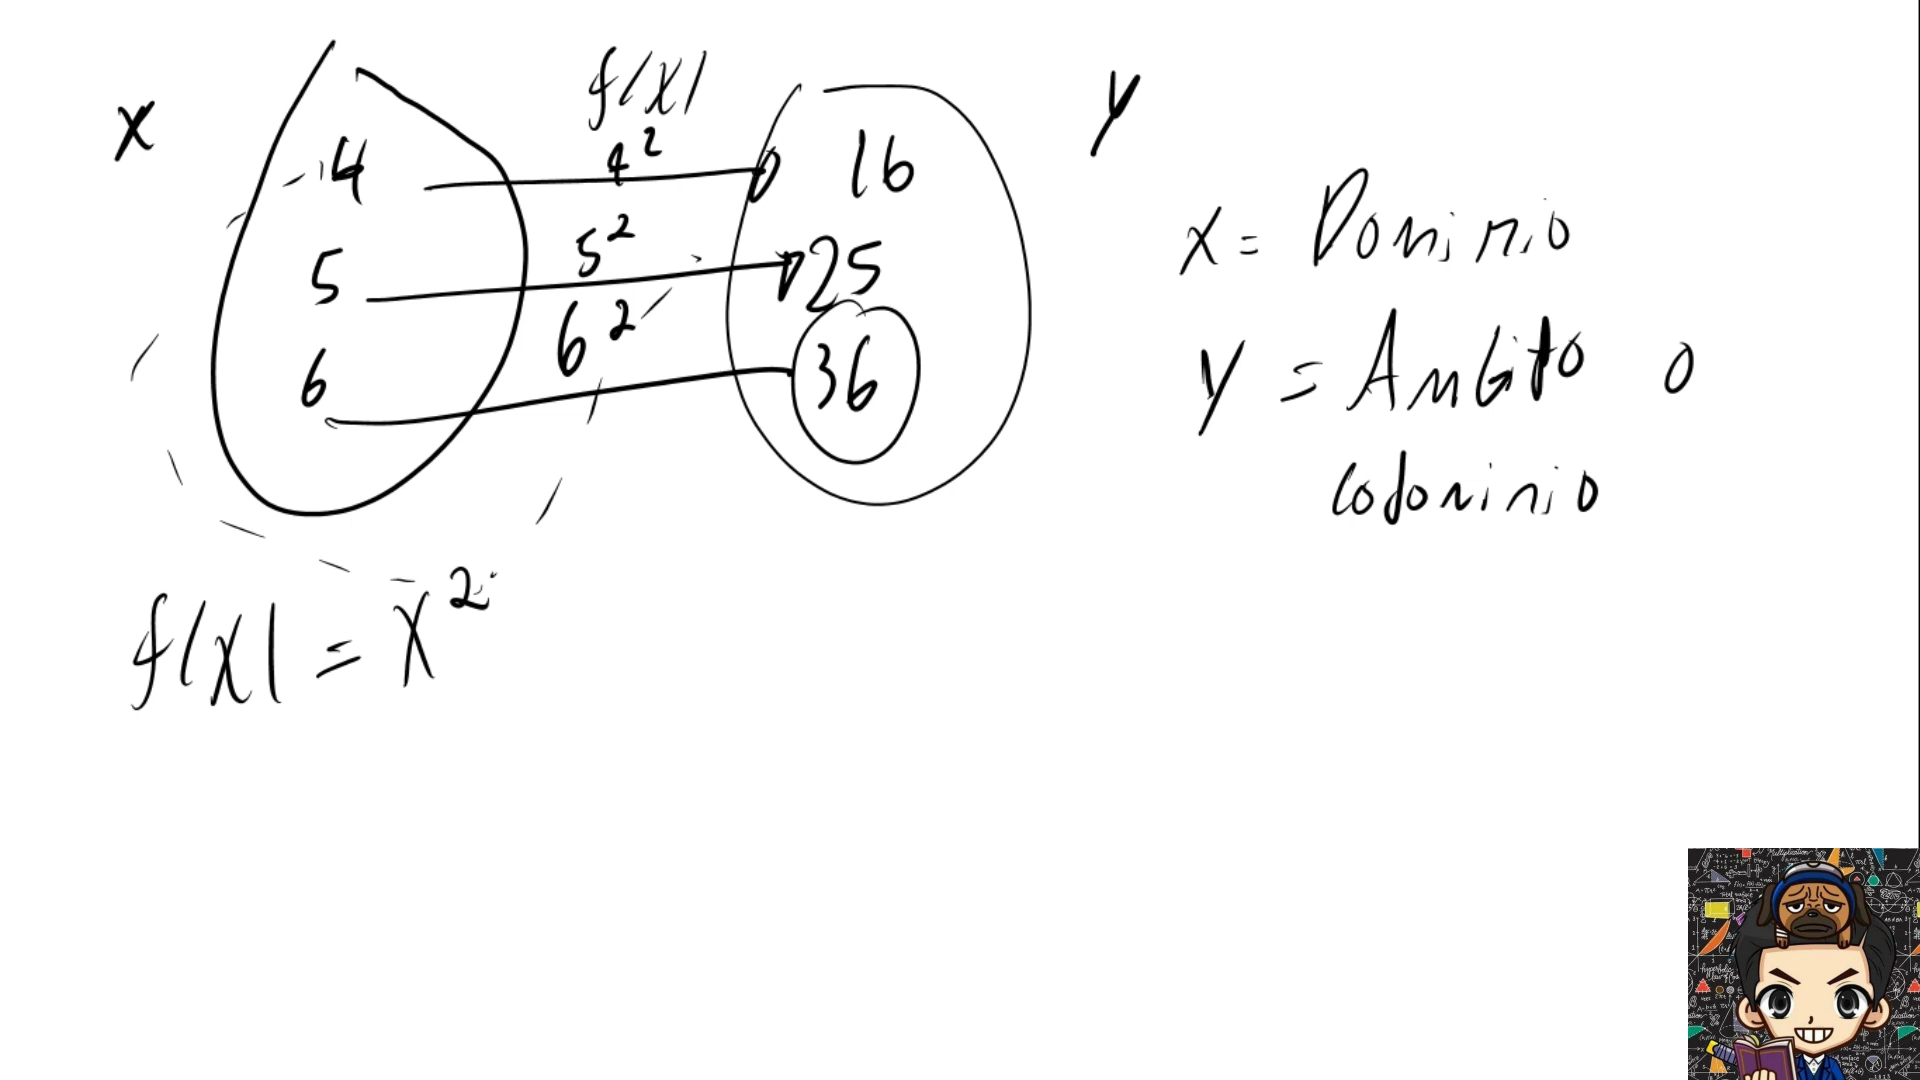 f(x)
x y
4 4² 16
5 5² 25
6 6² 36
x = Dominio
y = Ambito o
codominio
f(x) = x²